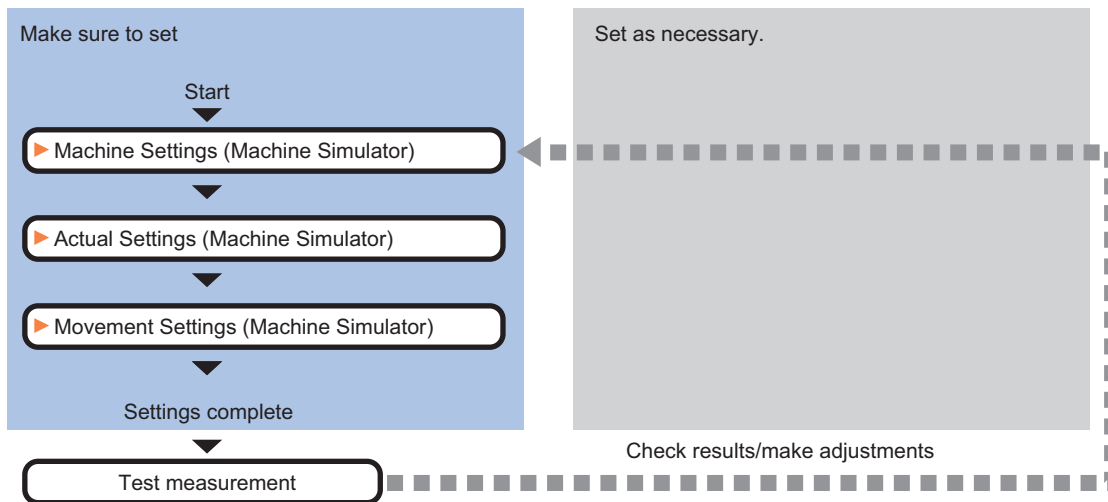 Make sure to set
Start
Machine Settings (Machine Simulator)
Actual Settings (Machine Simulator)
Movement Settings (Machine Simulator)
Settings complete
Test measurement
Set as necessary.
Check results/make adjustments